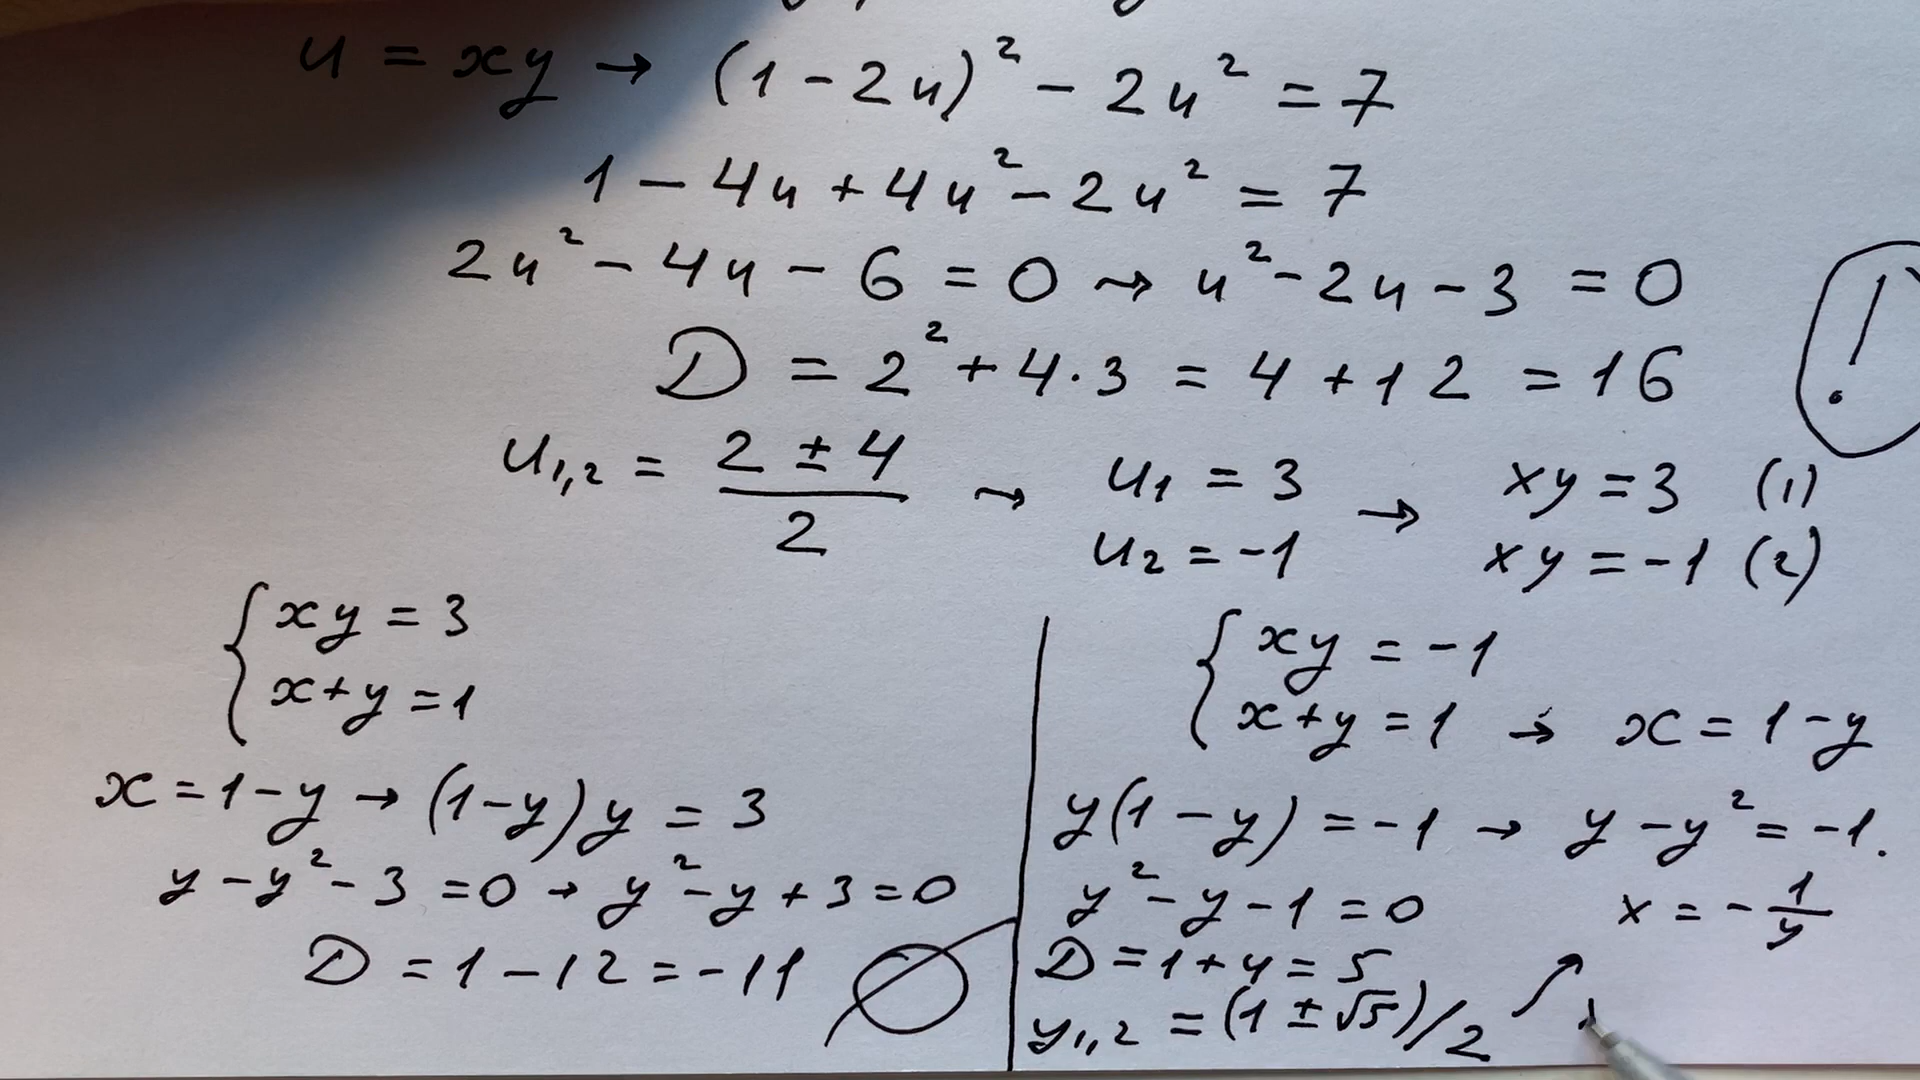 u = xy → (1 - 2u)² - 2u² = 7
1 - 4u + 4u² - 2u² = 7
2u² - 4u - 6 = 0 → u² - 2u - 3 = 0
!
D = 2² + 4·3 = 4 + 12 = 16
u₁,₂ = (2 ± 4)/2 → u₁ = 3 → xy = 3 (1)
u₂ = -1 xy = -1 (2)
{ xy = 3
x + y = 1
x = 1 - y → (1 - y) y = 3
y - y² - 3 = 0 → y² - y + 3 = 0
D = 1 - 12 = -11 ∅
{ xy = -1
x + y = 1 → x = 1 - y
y(1 - y) = -1 → y - y² = -1.
y² - y - 1 = 0 x = -1/y
D = 1 + 4 = 5
y₁,₂ = (1 ± √5)/2 ↗